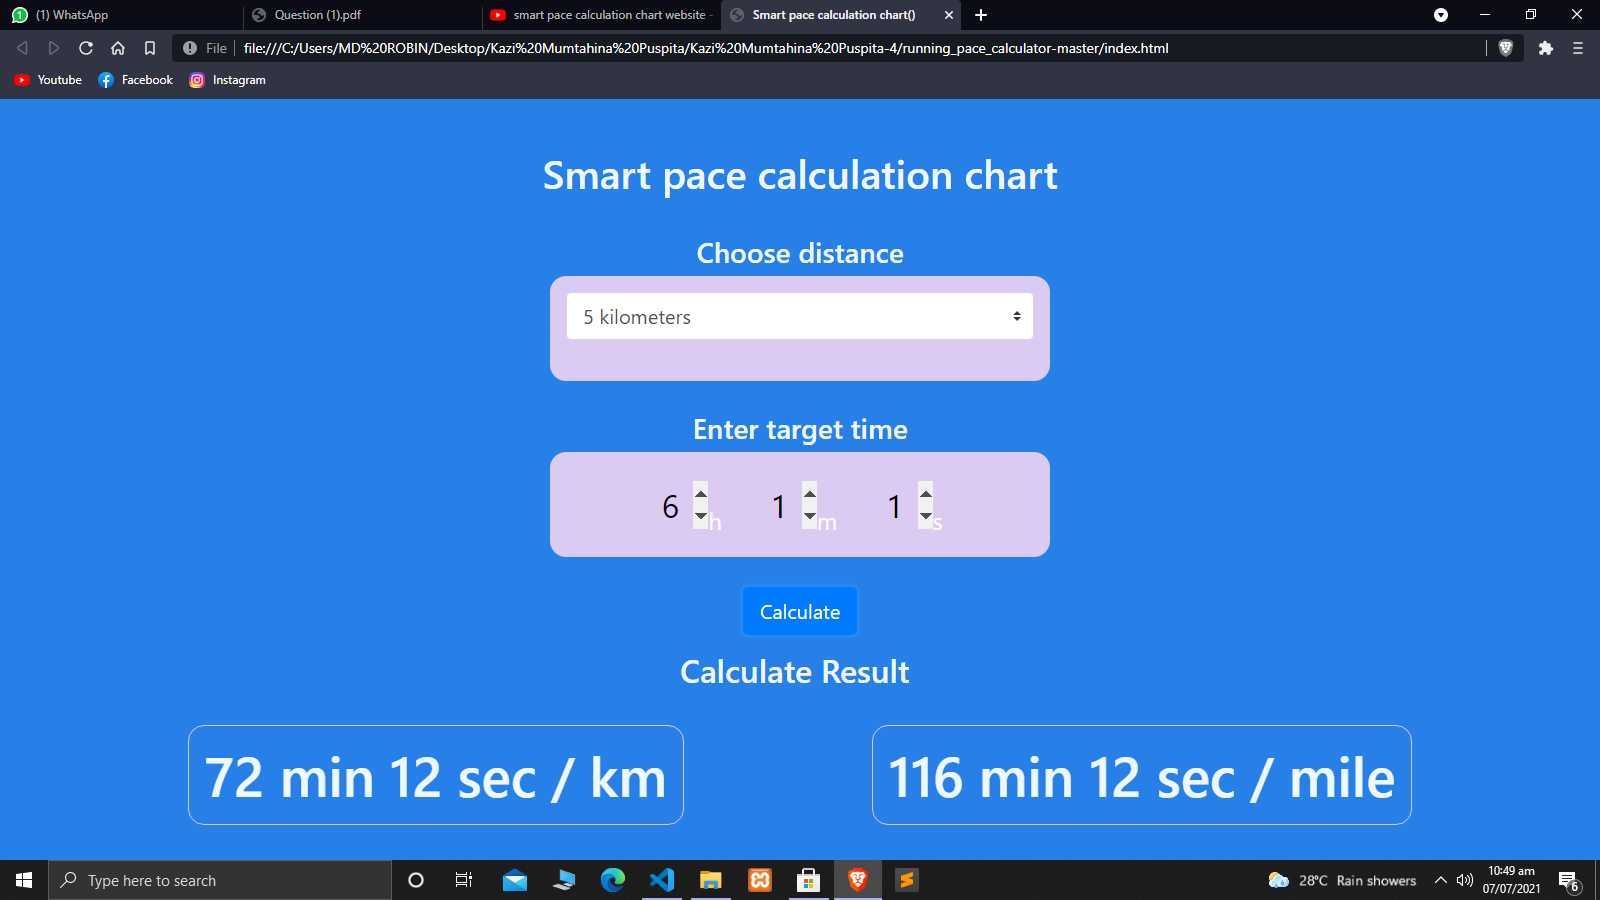 (1) WhatsApp
Question (1).pdf
smart pace calculation chart website -
Smart pace calculation chart()
File
file:///C:/Users/MD%20ROBIN/Desktop/Kazi%20Mumtahina%20Puspita/Kazi%20Mumtahina%20Puspita-4/running_pace_calculator-master/index.html
Youtube
Facebook
Instagram
Smart pace calculation chart
Choose distance
5 kilometers
Enter target time
6 h 1 m 1 s
Calculate
Calculate Result
72 min 12 sec / km
116 min 12 sec / mile
Type here to search
28°C Rain showers
10:49 am
07/07/2021
6